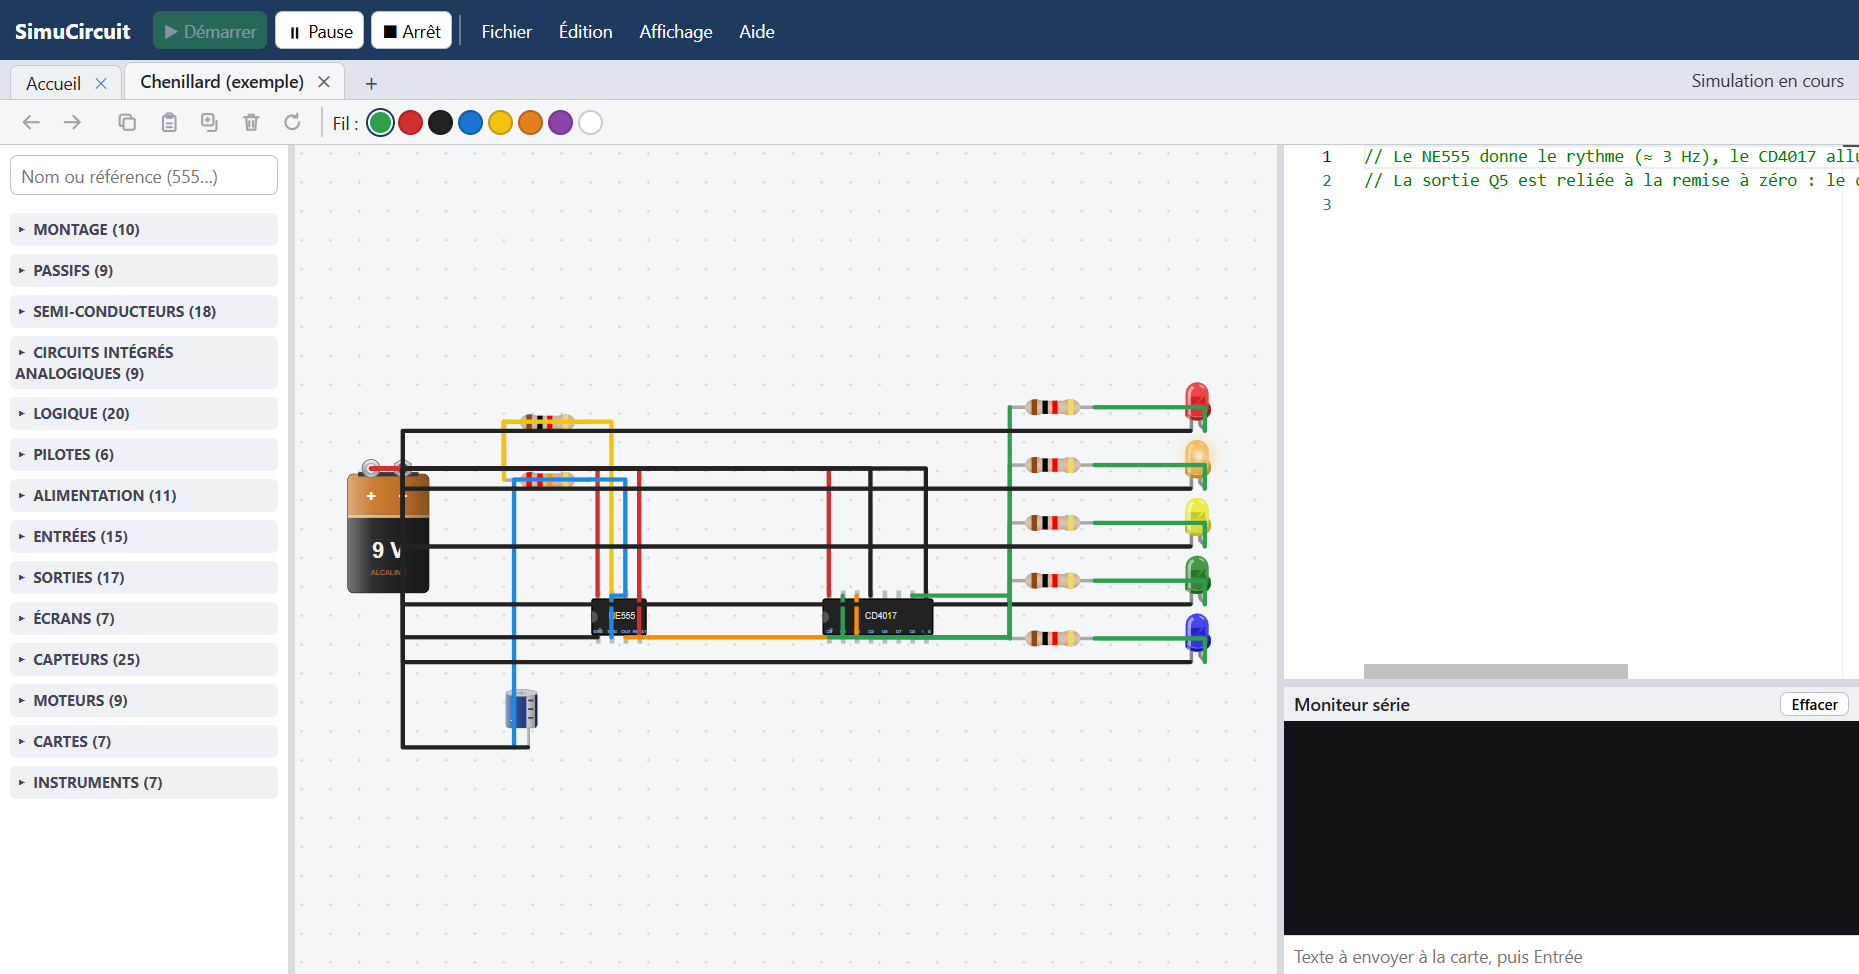 SimuCircuit
Démarrer
Pause
Arrêt
Fichier
Édition
Affichage
Aide
Accueil
Chenillard (exemple)
+
Simulation en cours
Fil :
Nom ou référence (555...)
MONTAGE (10)
PASSIFS (9)
SEMI-CONDUCTEURS (18)
CIRCUITS INTÉGRÉS
ANALOGIQUES (9)
LOGIQUE (20)
PILOTES (6)
ALIMENTATION (11)
ENTRÉES (15)
SORTIES (17)
ÉCRANS (7)
CAPTEURS (25)
MOTEURS (9)
CARTES (7)
INSTRUMENTS (7)
+
9 V
ALCALIN
NE555
CD4017
1 // Le NE555 donne le rythme (≈ 3 Hz), le CD4017 allu
2 // La sortie Q5 est reliée à la remise à zéro : le c
3
Moniteur série
Effacer
Texte à envoyer à la carte, puis Entrée